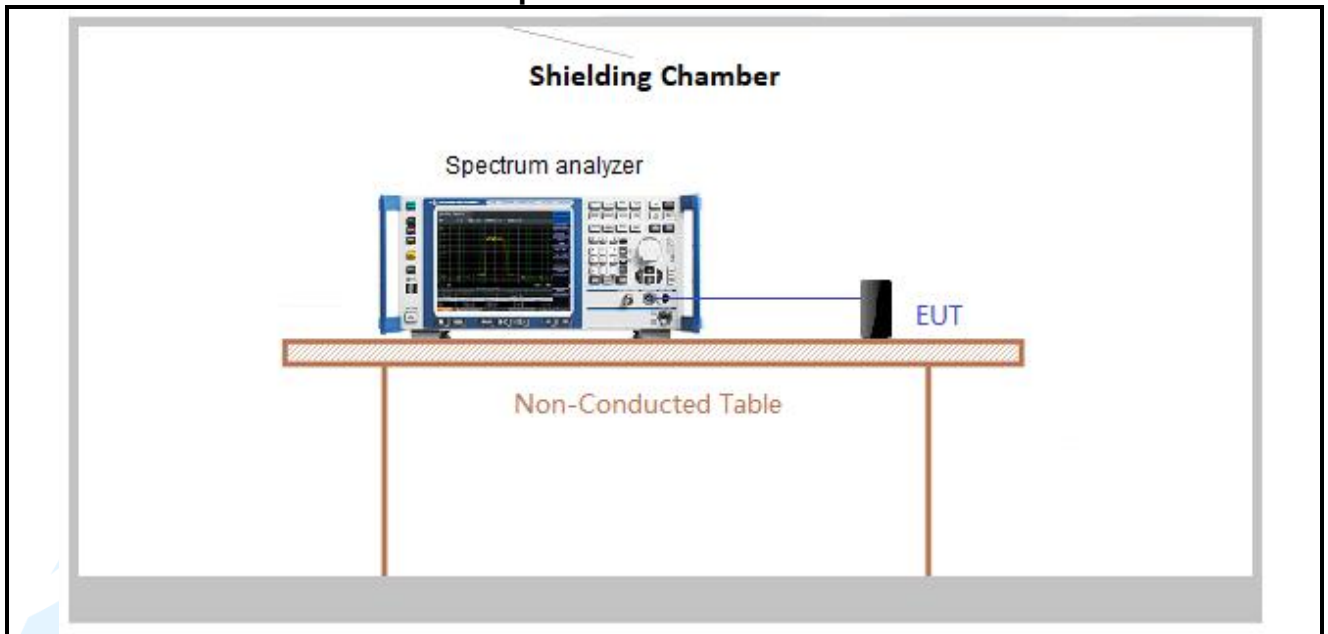 Shielding Chamber
Spectrum analyzer
EUT
Non-Conducted Table